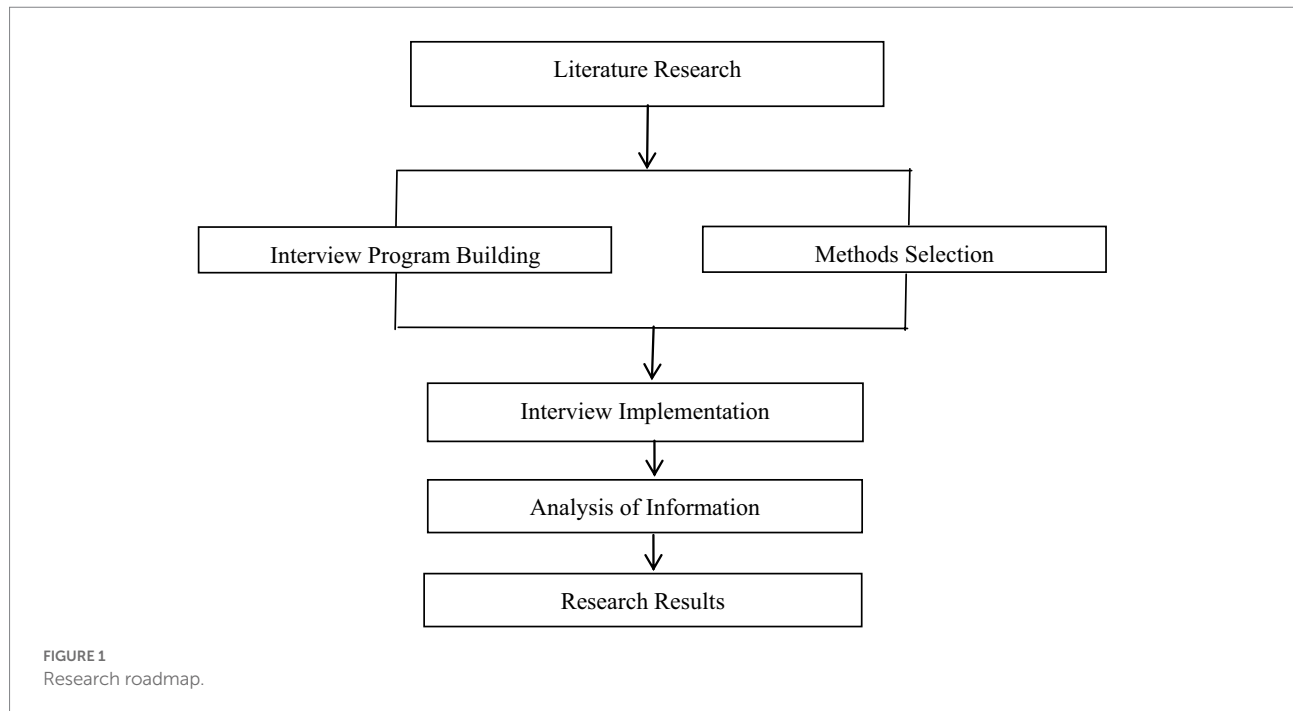 Literature Research
Interview Program Building
Methods Selection
Interview Implementation
Analysis of Information
Research Results
FIGURE 1
Research roadmap.